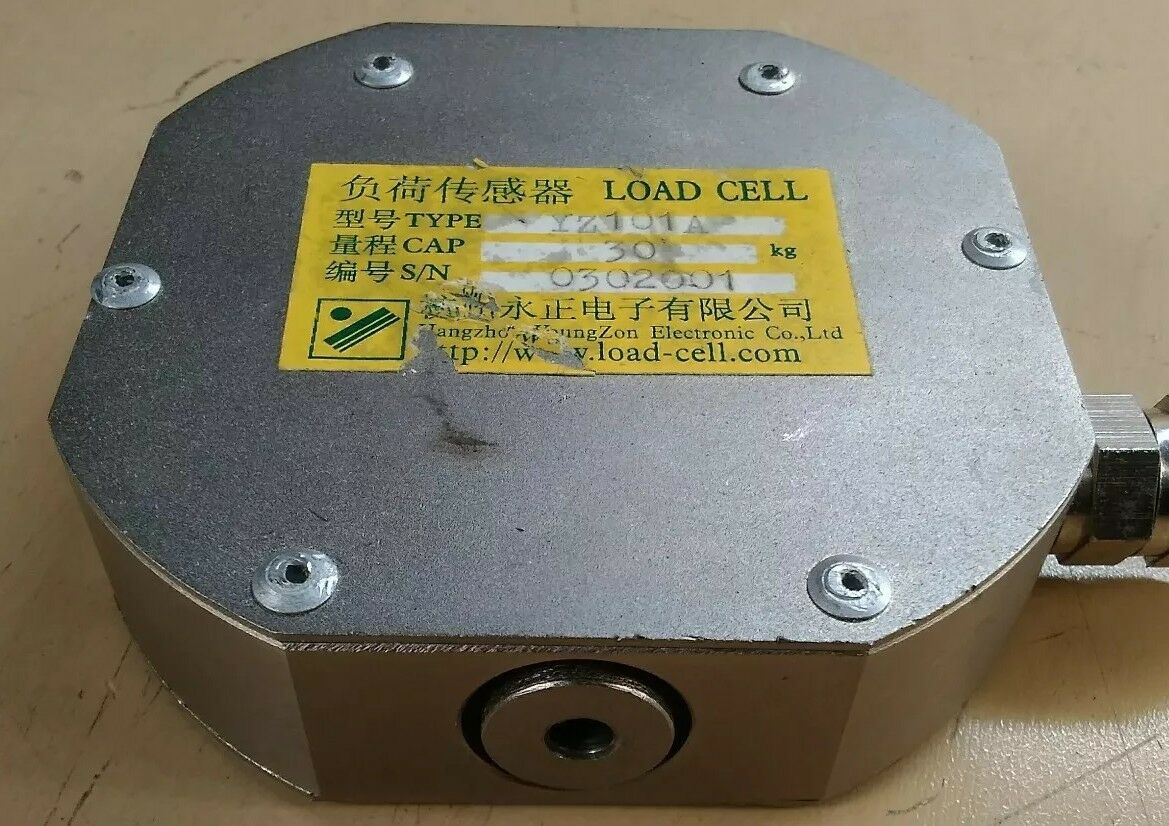 负荷传感器 LOAD CELL
型号TYPE YZ101A
量程CAP 30 kg
编号S/N 0302001
永正电子有限公司
YoungZon Electronic Co.,Ltd
load-cell.com